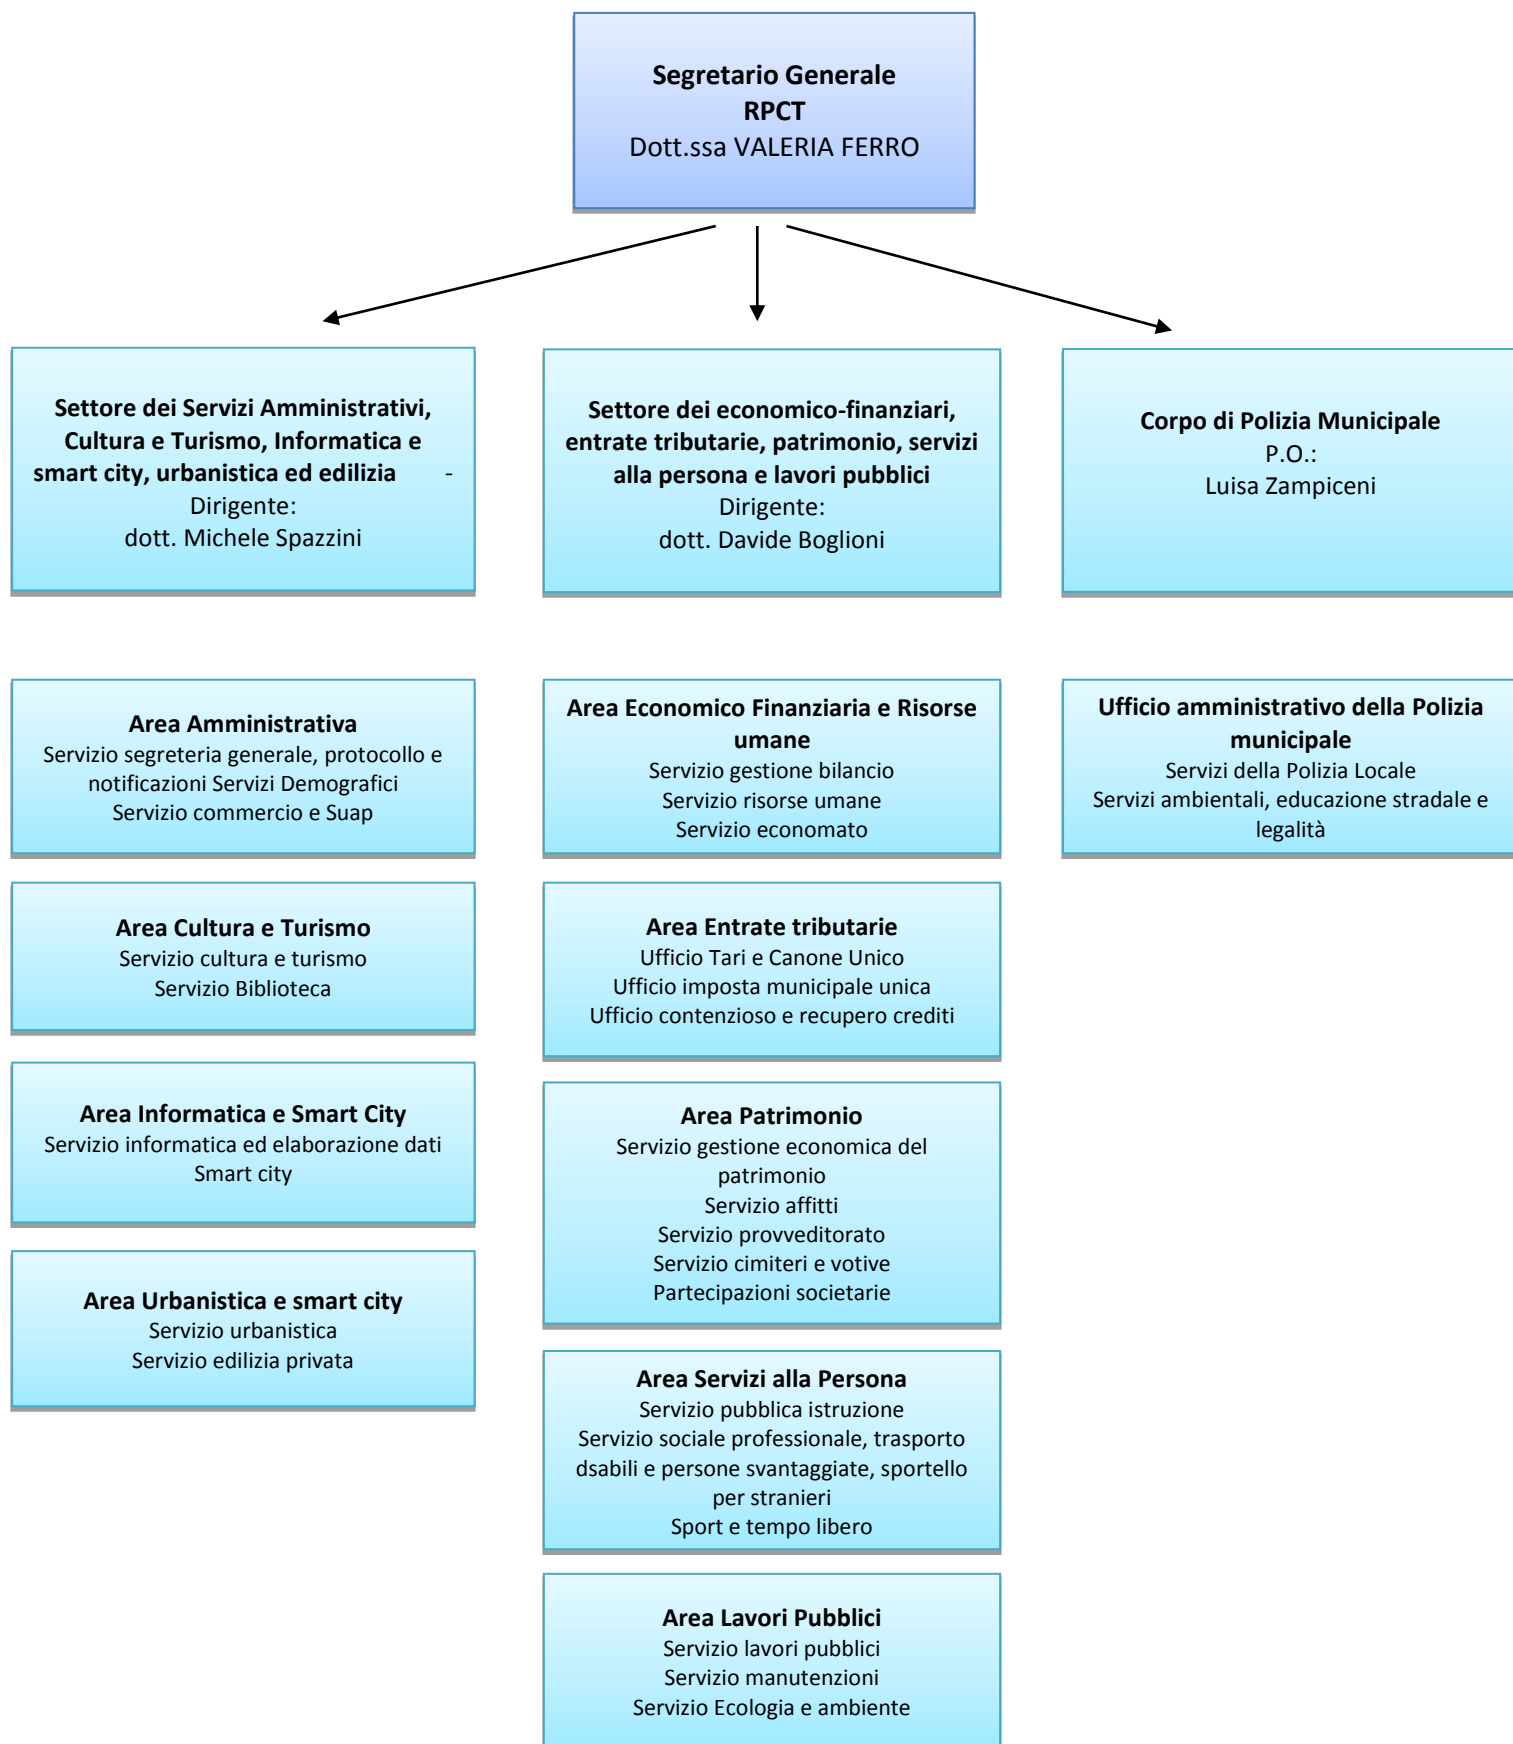 Segretario Generale
RPCT
Dott.ssa VALERIA FERRO
Settore dei Servizi Amministrativi,
Cultura e Turismo, Informatica e
smart city, urbanistica ed edilizia -
Dirigente:
dott. Michele Spazzini
Settore dei economico-finanziari,
entrate tributarie, patrimonio, servizi
alla persona e lavori pubblici
Dirigente:
dott. Davide Boglioni
Corpo di Polizia Municipale
P.O.:
Luisa Zampiceni
Area Amministrativa
Servizio segreteria generale, protocollo e
notificazioni Servizi Demografici
Servizio commercio e Suap
Area Economico Finanziaria e Risorse
umane
Servizio gestione bilancio
Servizio risorse umane
Servizio economato
Ufficio amministrativo della Polizia
municipale
Servizi della Polizia Locale
Servizi ambientali, educazione stradale e
legalità
Area Cultura e Turismo
Servizio cultura e turismo
Servizio Biblioteca
Area Entrate tributarie
Ufficio Tari e Canone Unico
Ufficio imposta municipale unica
Ufficio contenzioso e recupero crediti
Area Informatica e Smart City
Servizio informatica ed elaborazione dati
Smart city
Area Patrimonio
Servizio gestione economica del
patrimonio
Servizio affitti
Servizio provveditorato
Servizio cimiteri e votive
Partecipazioni societarie
Area Urbanistica e smart city
Servizio urbanistica
Servizio edilizia privata
Area Servizi alla Persona
Servizio pubblica istruzione
Servizio sociale professionale, trasporto
dsabili e persone svantaggiate, sportello
per stranieri
Sport e tempo libero
Area Lavori Pubblici
Servizio lavori pubblici
Servizio manutenzioni
Servizio Ecologia e ambiente